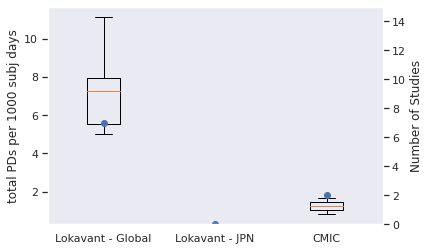 total PDs per 1000 subj days
10
8
6
4
2
14
12
10
8
6
4
2
0
Number of Studies
Lokavant - Global
Lokavant - JPN
CMIC